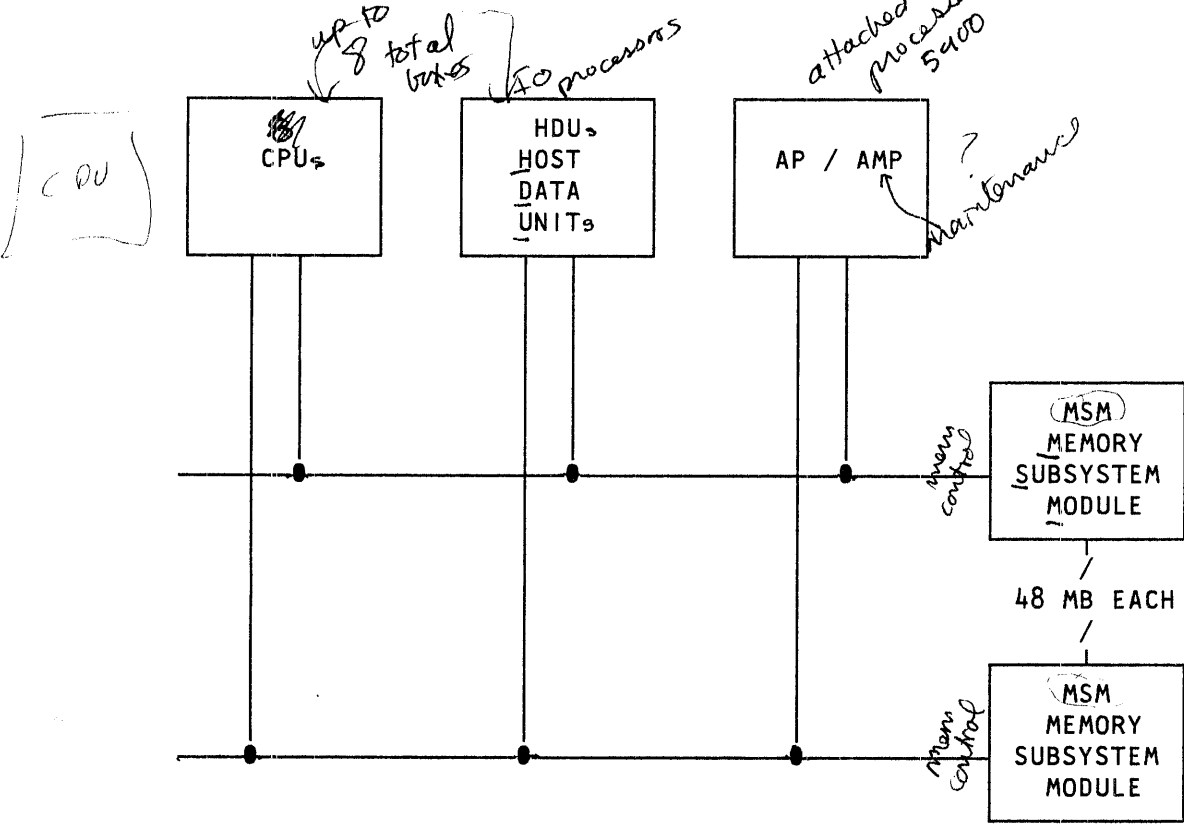 up to
8 total
boxes
IO processors
attached
5400
CPUs
HDUs
HOST
DATA
UNITs
AP / AMP
?
maintenance
mem
control
MSM
MEMORY
SUBSYSTEM
MODULE
48 MB EACH
mem
control
MSM
MEMORY
SUBSYSTEM
MODULE